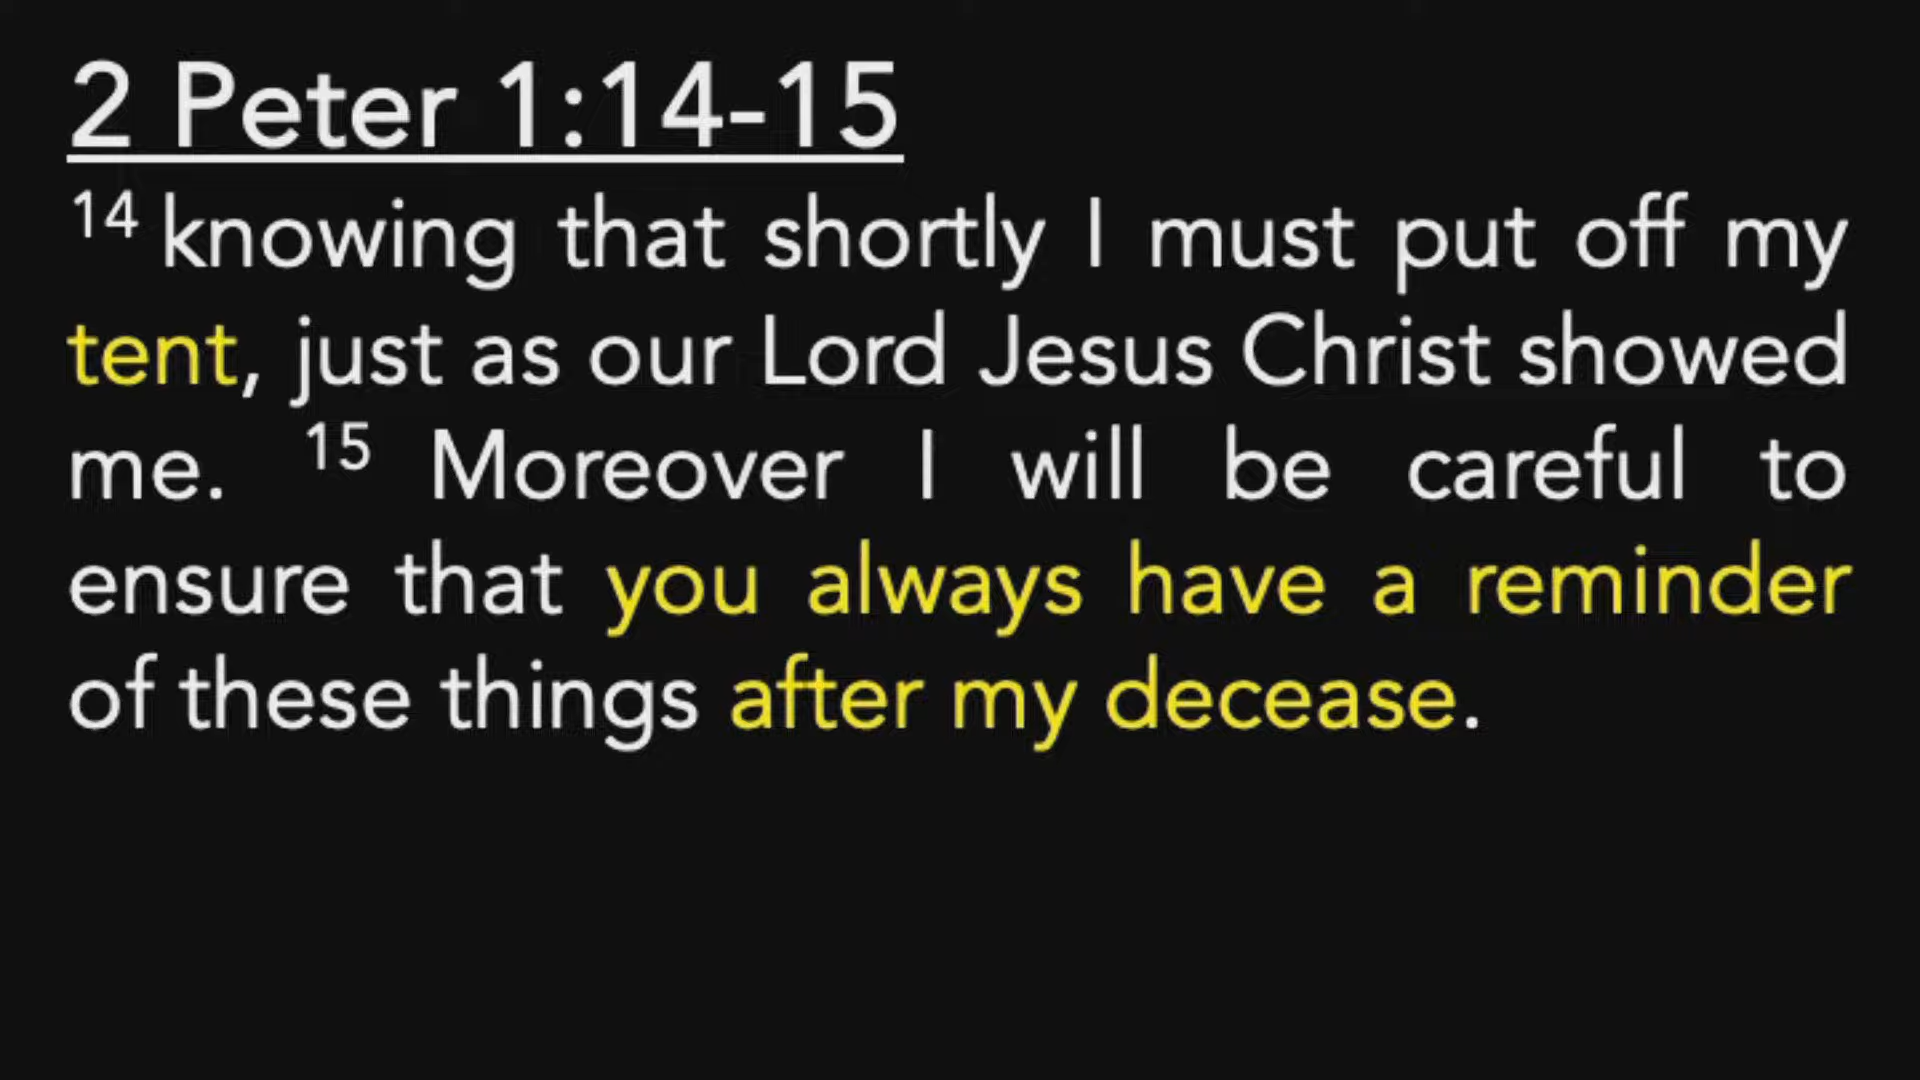 2 Peter 1:14-15
14 knowing that shortly I must put off my
tent, just as our Lord Jesus Christ showed
me. 15 Moreover I will be careful to
ensure that you always have a reminder
of these things after my decease.